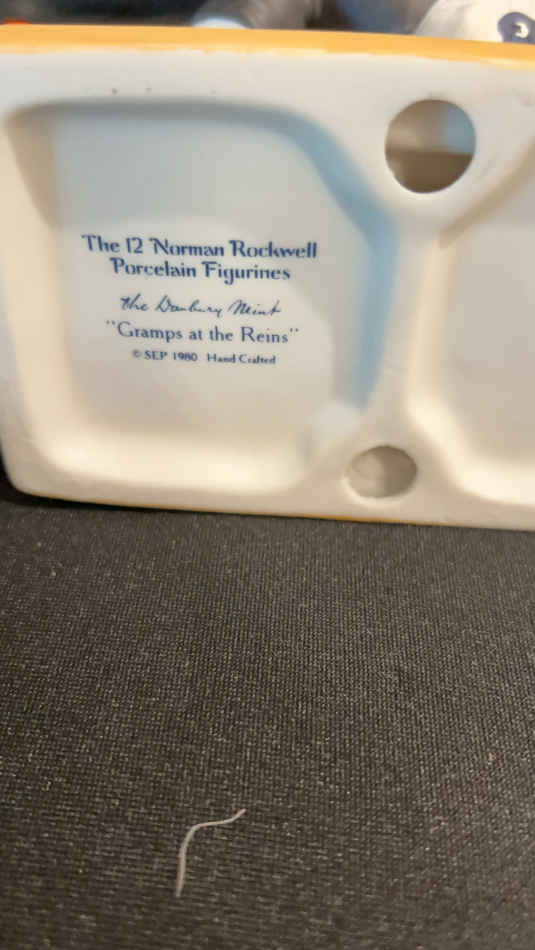 The 12 Norman Rockwell
Porcelain Figurines
The Danbury Mint
"Gramps at the Reins"
© SEP 1980 Hand Crafted